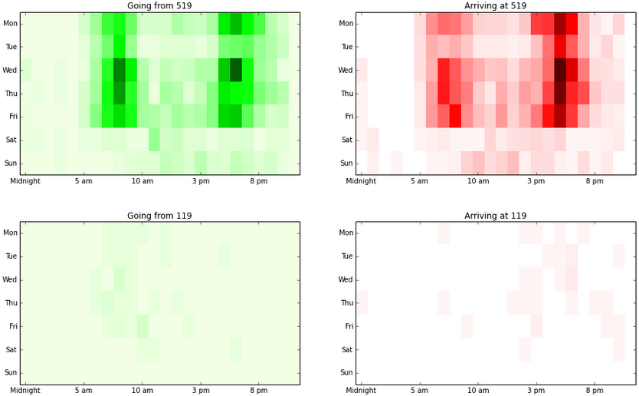 Going from 519
Mon
Tue
Wed
Thu
Fri
Sat
Sun
Midnight 5 am 10 am 3 pm 8 pm
Arriving at 519
Mon
Tue
Wed
Thu
Fri
Sat
Sun
Midnight 5 am 10 am 3 pm 8 pm
Going from 119
Mon
Tue
Wed
Thu
Fri
Sat
Sun
Midnight 5 am 10 am 3 pm 8 pm
Arriving at 119
Mon
Tue
Wed
Thu
Fri
Sat
Sun
Midnight 5 am 10 am 3 pm 8 pm